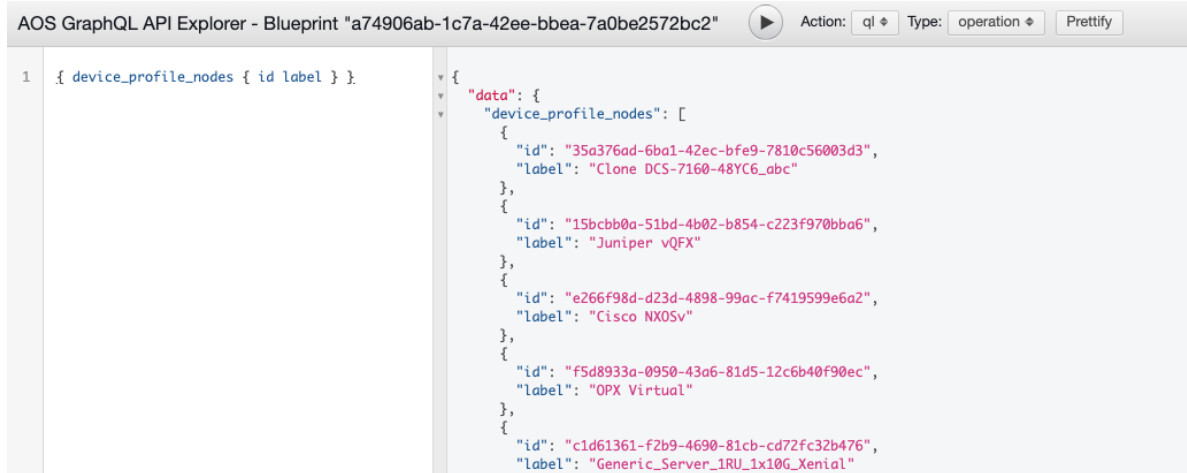 AOS GraphQL API Explorer - Blueprint "a74906ab-1c7a-42ee-bbea-7a0be2572bc2" Action: ql Type: operation Prettify
1 { device_profile_nodes { id label } }
{
"data": {
"device_profile_nodes": [
{
"id": "35a376ad-6ba1-42ec-bfe9-7810c56003d3",
"label": "Clone DCS-7160-48YC6_abc"
},
{
"id": "15bcbb0a-51bd-4b02-b854-c223f970bba6",
"label": "Juniper vQFX"
},
{
"id": "e266f98d-d23d-4898-99ac-f7419599e6a2",
"label": "Cisco NXOSv"
},
{
"id": "f5d8933a-0950-43a6-81d5-12c6b40f90ec",
"label": "OPX Virtual"
},
{
"id": "c1d61361-f2b9-4690-81cb-cd72fc32b476",
"label": "Generic_Server_1RU_1x10G_Xenial"